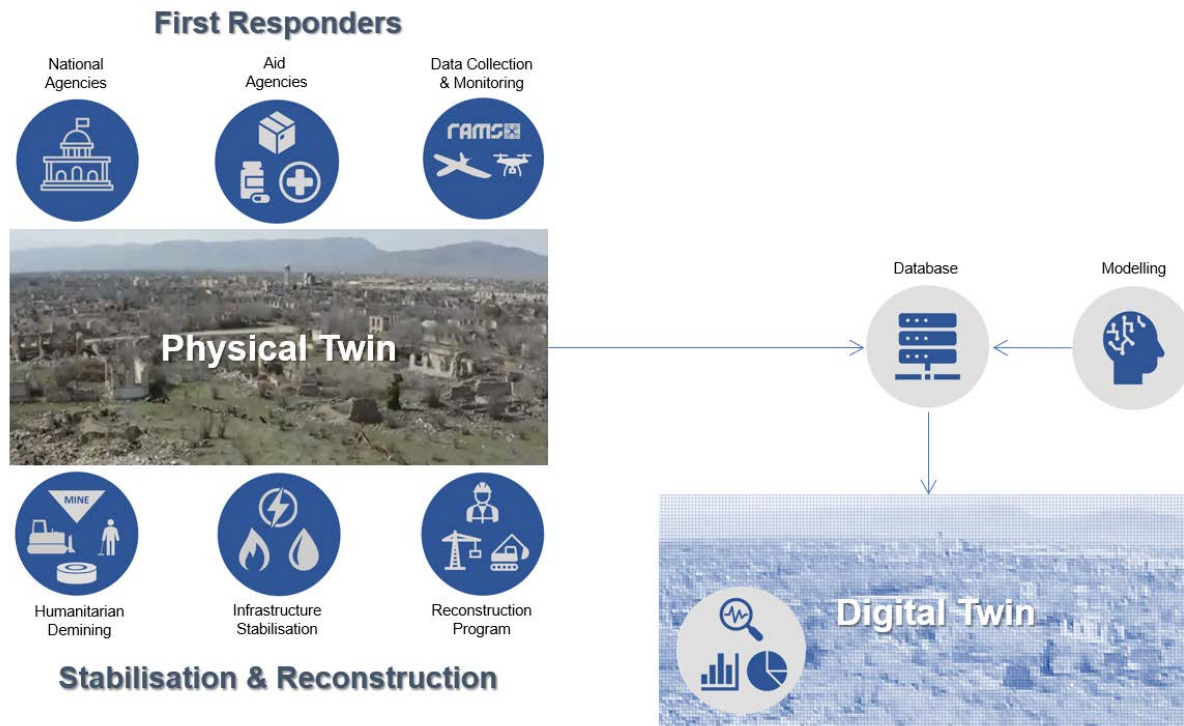 First Responders
National
Agencies
Aid
Agencies
Data Collection
& Monitoring
rams
Physical Twin
Database
Modelling
MINE
Humanitarian
Demining
Infrastructure
Stabilisation
Reconstruction
Program
Digital Twin
Stabilisation & Reconstruction